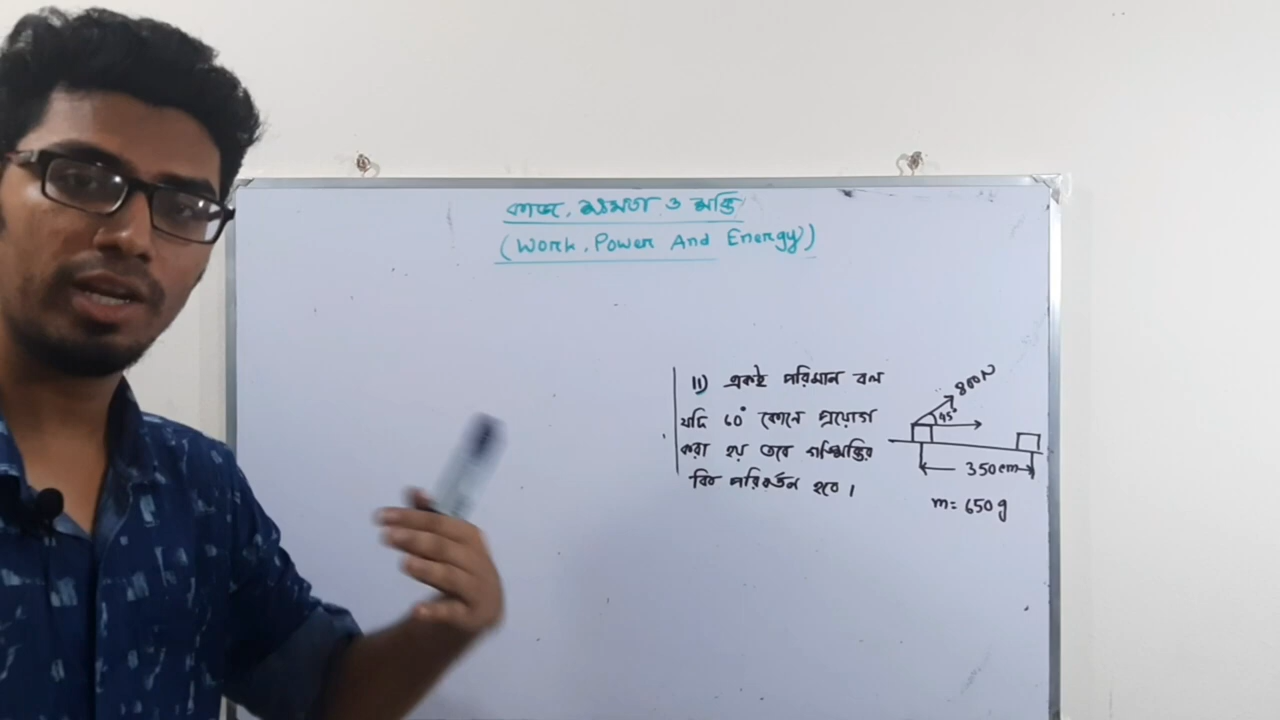 কাজ, ক্ষমতা ও শক্তি
(Work, Power And Energy)
11) একই পরিমান বল
যদি 60° কোনে প্রয়োগ
করা হয় তবে গতিশক্তির
কি পরিবর্তন হবে।
800N
45°
350cm
m= 650g